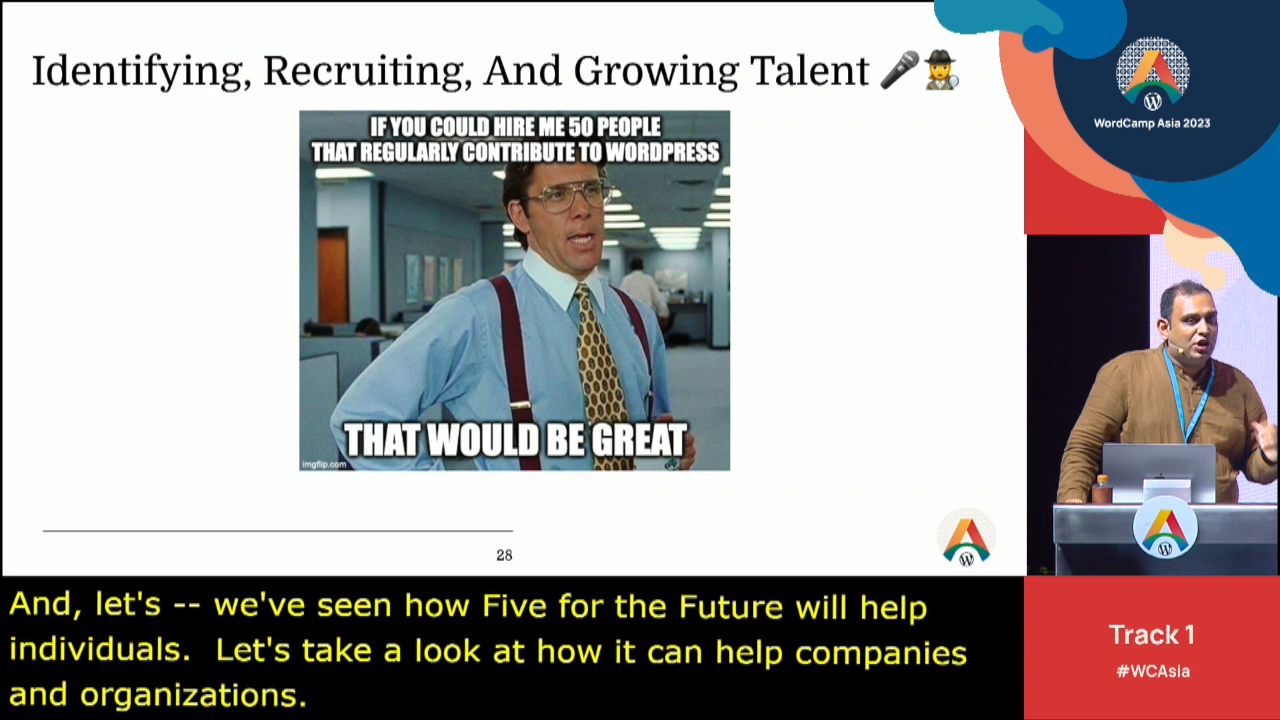 Identifying, Recruiting, And Growing Talent 🎤🕵️
IF YOU COULD HIRE ME 50 PEOPLE
THAT REGULARLY CONTRIBUTE TO WORDPRESS
THAT WOULD BE GREAT
imgflip.com
28
WordCamp Asia 2023
And, let's -- we've seen how Five for the Future will help
individuals.  Let's take a look at how it can help companies
and organizations.
Track 1
#WCAsia